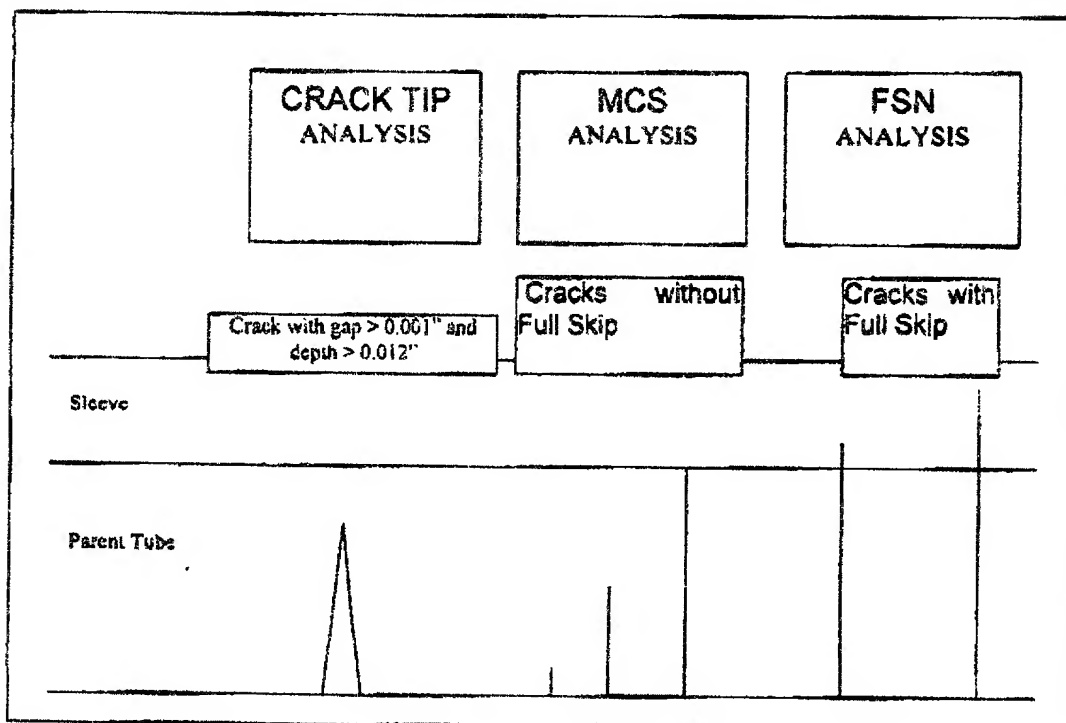 CRACK TIP
ANALYSIS
MCS
ANALYSIS
FSN
ANALYSIS
Crack with gap > 0.001" and
depth > 0.012"
Cracks without
Full Skip
Cracks with
Full Skip
Sleeve
Parent Tube